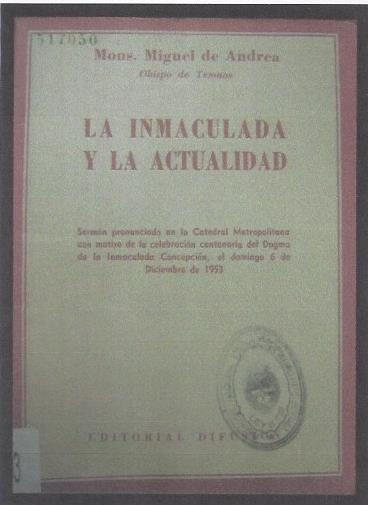 517050
Mons. Miguel de Andrea
Obispo de Temnos
LA INMACULADA
Y LA ACTUALIDAD
Sermón pronunciado en la Catedral Metropolitana
con motivo de la celebración centenaria del Dogma
de la Inmaculada Concepción, el domingo 6 de
Diciembre de 1953
EDITORIAL DIFUSION
3